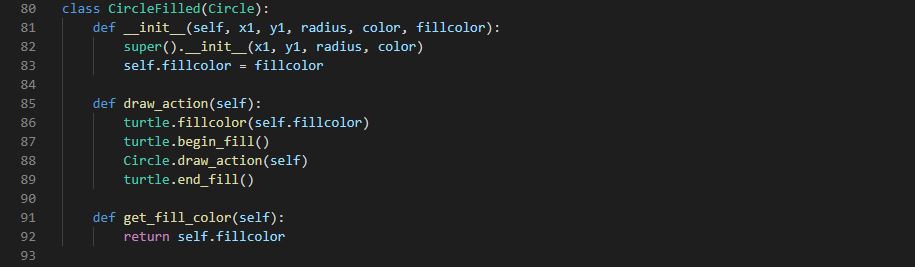 80 class CircleFilled(Circle):
81     def __init__(self, x1, y1, radius, color, fillcolor):
82         super().__init__(x1, y1, radius, color)
83         self.fillcolor = fillcolor
84
85     def draw_action(self):
86         turtle.fillcolor(self.fillcolor)
87         turtle.begin_fill()
88         Circle.draw_action(self)
89         turtle.end_fill()
90
91     def get_fill_color(self):
92         return self.fillcolor
93